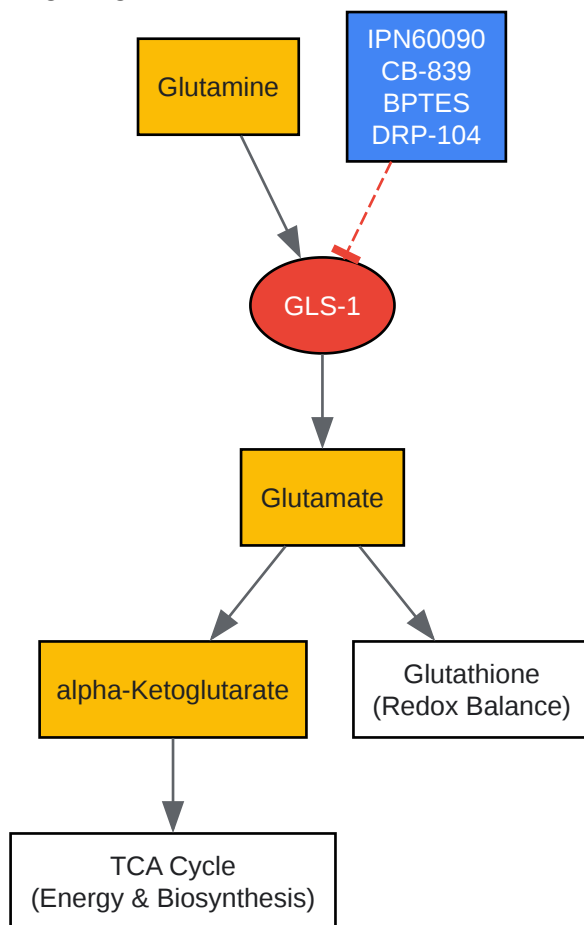 Glutamine
IPN60090
CB-839
BPTES
DRP-104
GLS-1
Glutamate
alpha-Ketoglutarate
Glutathione
(Redox Balance)
TCA Cycle
(Energy & Biosynthesis)